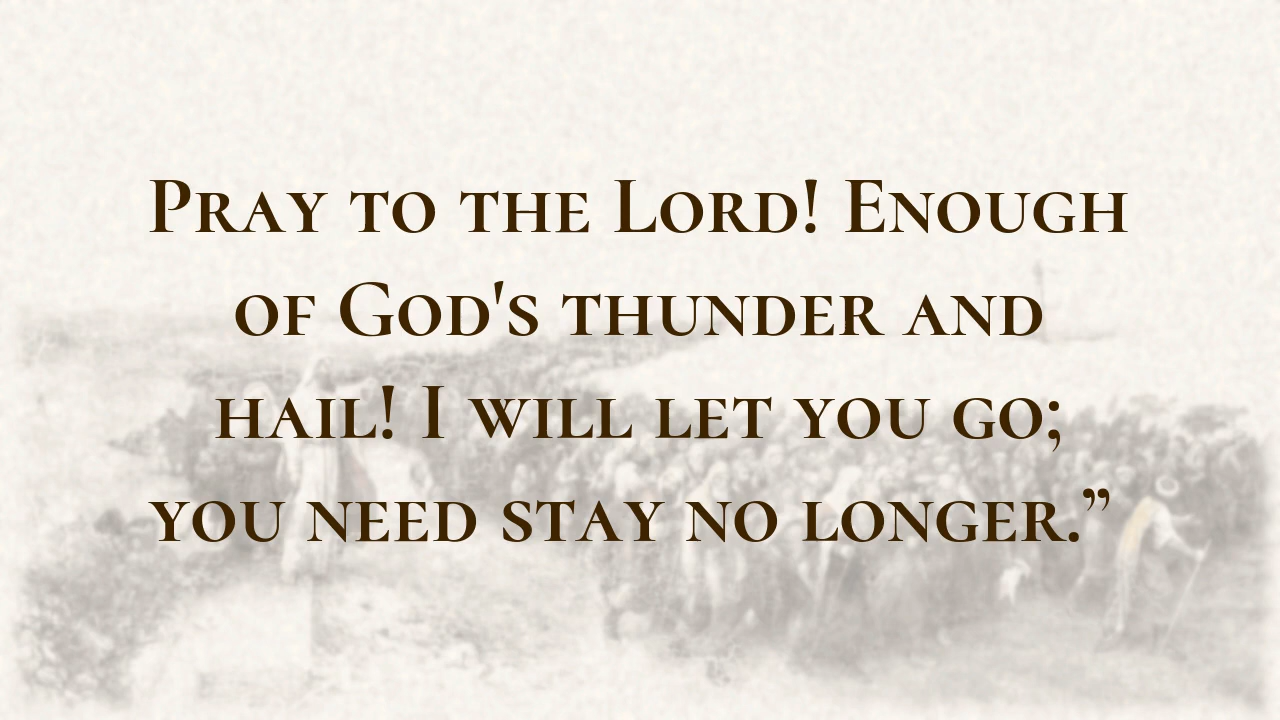 Pray to the Lord! Enough
of God's thunder and
hail! I will let you go;
you need stay no longer.”